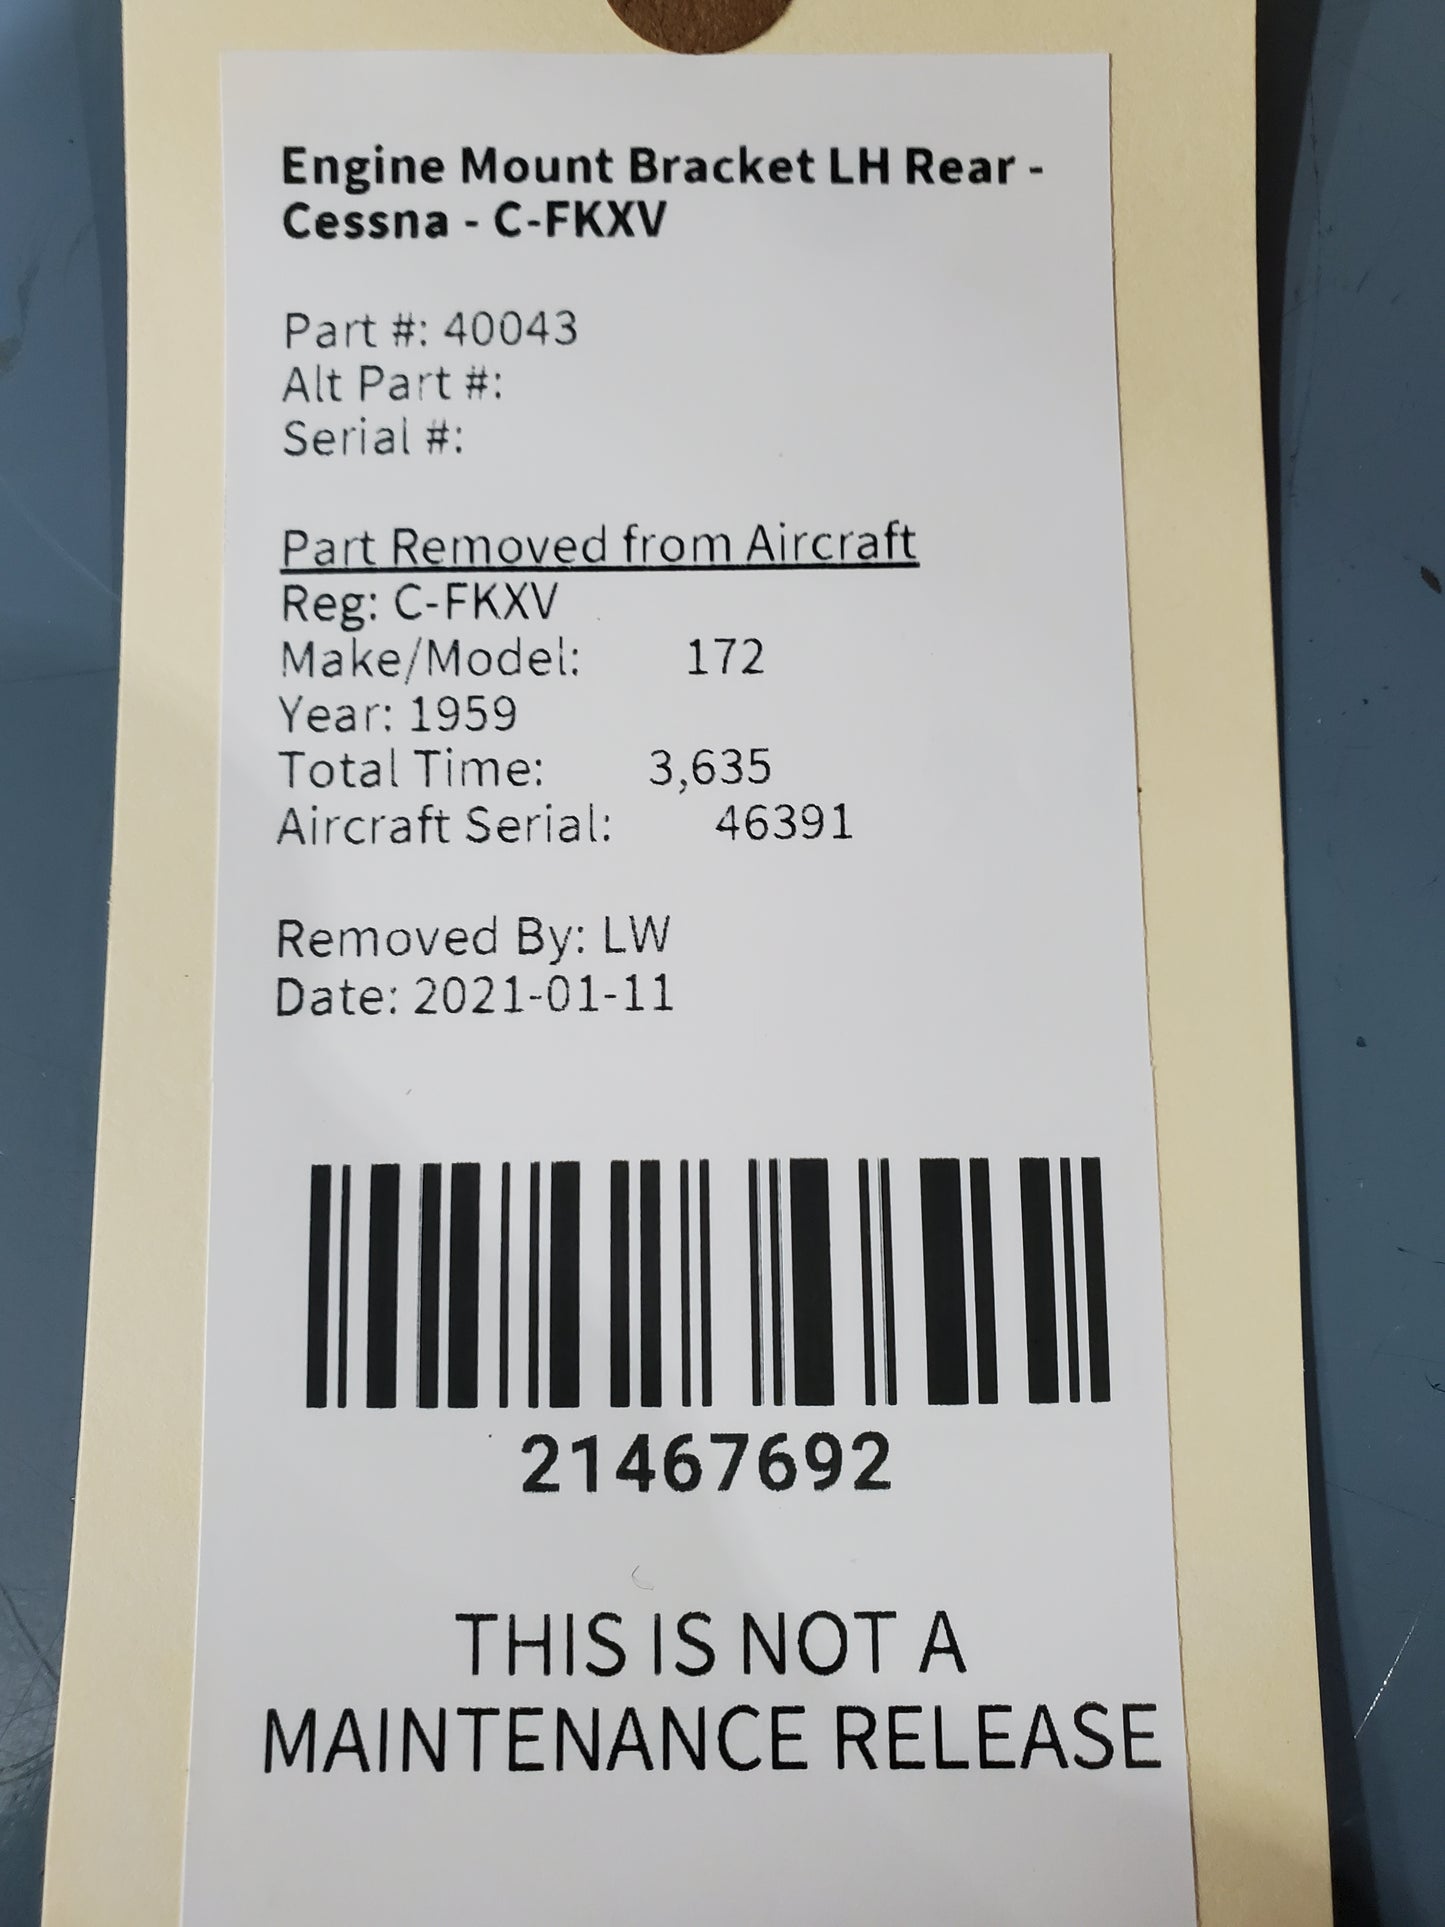 Engine Mount Bracket LH Rear -
Cessna - C-FKXV
Part #: 40043
Alt Part #:
Serial #:
Part Removed from Aircraft
Reg: C-FKXV
Make/Model: 172
Year: 1959
Total Time: 3,635
Aircraft Serial: 46391
Removed By: LW
Date: 2021-01-11
21467692
THIS IS NOT A
MAINTENANCE RELEASE